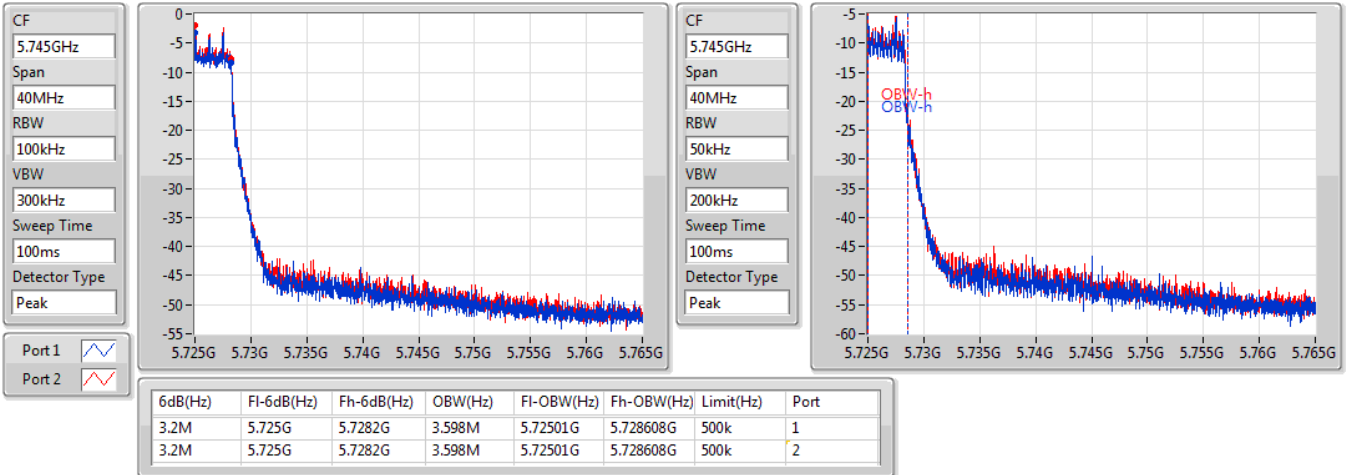 CF
5.745GHz
Span
40MHz
RBW
100kHz
VBW
300kHz
Sweep Time
100ms
Detector Type
Peak
0-
-5-
-10-
-15-
-20-
-25-
-30-
-35-
-40-
-45-
-50-
-55-
5.725G 5.73G 5.735G 5.74G 5.745G 5.75G 5.755G 5.76G 5.765G
CF
5.745GHz
Span
40MHz
RBW
50kHz
VBW
200kHz
Sweep Time
100ms
Detector Type
Peak
-5-
-10-
-15-
-20-
-25-
-30-
-35-
-40-
-45-
-50-
-55-
-60-
OBW-h
OBW-h
5.725G 5.73G 5.735G 5.74G 5.745G 5.75G 5.755G 5.76G 5.765G
Port 1
Port 2
6dB(Hz) Fl-6dB(Hz) Fh-6dB(Hz) OBW(Hz) Fl-OBW(Hz) Fh-OBW(Hz) Limit(Hz) Port
3.2M 5.725G 5.7282G 3.598M 5.72501G 5.728608G 500k 1
3.2M 5.725G 5.7282G 3.598M 5.72501G 5.728608G 500k 2